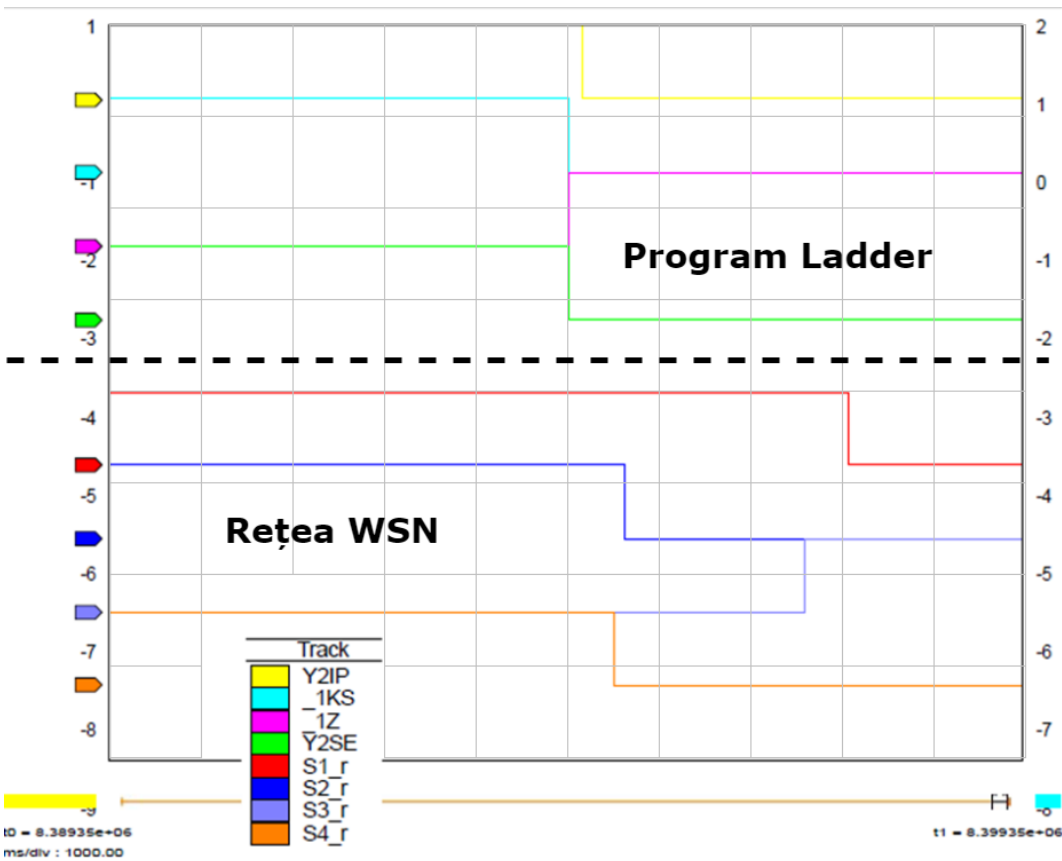 1
2
1
-1
0
-2
-1
Program Ladder
-3
-2
-4
-3
-5
-4
Rețea WSN
-6
-5
-7
-6
Track
Y2IP
_1KS
_1Z
-8
-7
Y2SE
S1_r
S2_r
-9
S3_r
-8
t0 = 8.38935e+06
S4_r
t1 = 8.39935e+06
ms/div : 1000.00